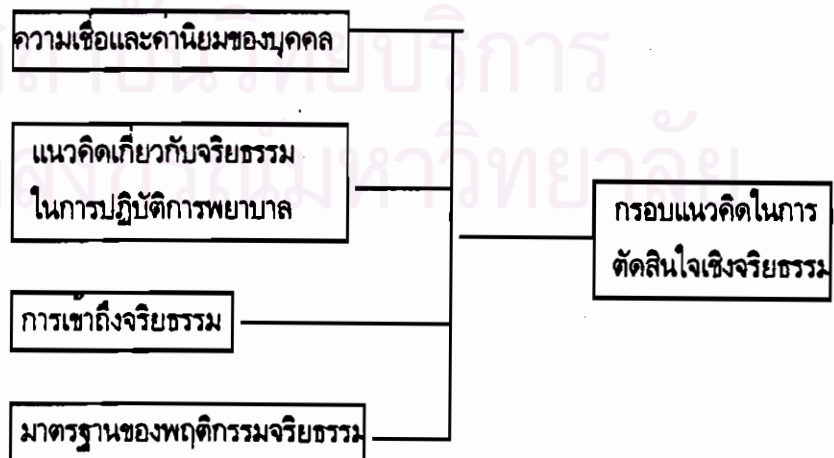 ความเชื่อและค่านิยมของบุคคล
แนวคิดเกี่ยวกับจริยธรรม
ในการปฏิบัติการพยาบาล
กรอบแนวคิดในการ
ตัดสินใจเชิงจริยธรรม
การเข้าถึงจริยธรรม
มาตรฐานของพฤติกรรมจริยธรรม